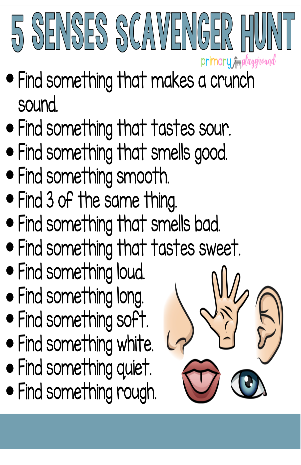 5 SENSES SCAVENGER HUNT
primary playground
• Find something that makes a crunch
sound.
• Find something that tastes sour.
• Find something that smells good.
• Find something smooth.
• Find 3 of the same thing.
• Find something that smells bad.
• Find something that tastes sweet.
• Find something loud.
• Find something long.
• Find something soft.
• Find something white.
• Find something quiet.
• Find something rough.